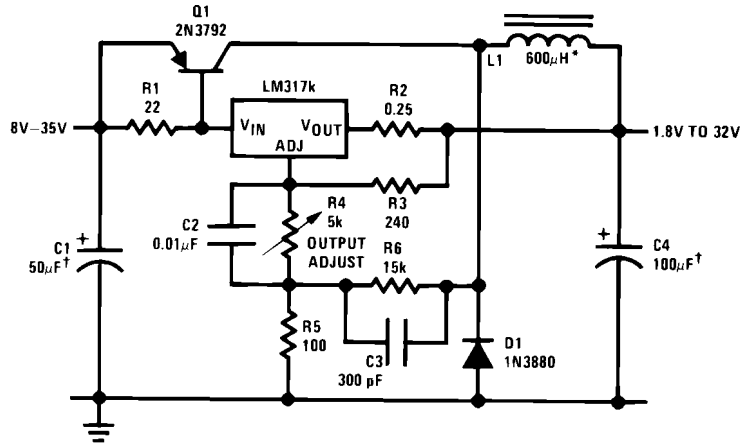 Q1
2N3792
L1
600µH*
R1
22
LM317k
R2
0.25
8V–35V
VIN
VOUT
ADJ
1.8V TO 32V
C1
50µF†
C2
0.01µF
R4
5k
OUTPUT
ADJUST
R3
240
R6
15k
C4
100µF†
R5
100
C3
300 pF
D1
1N3880